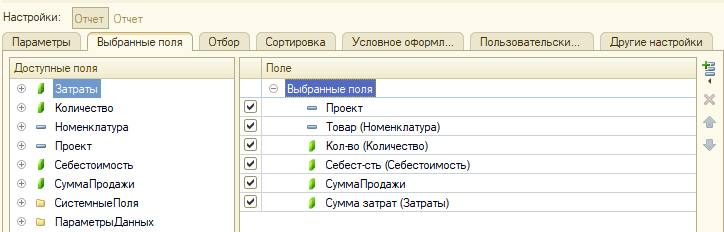 Настройки: Отчет Отчет
Параметры Выбранные поля Отбор Сортировка Условное оформл... Пользовательски... Другие настройки
Доступные поля
Затраты
Количество
Номенклатура
Проект
Себестоимость
СуммаПродажи
СистемныеПоля
ПараметрыДанных
Поле
Выбранные поля
Проект
Товар (Номенклатура)
Кол-во (Количество)
Себест-сть (Себестоимость)
СуммаПродажи
Сумма затрат (Затраты)